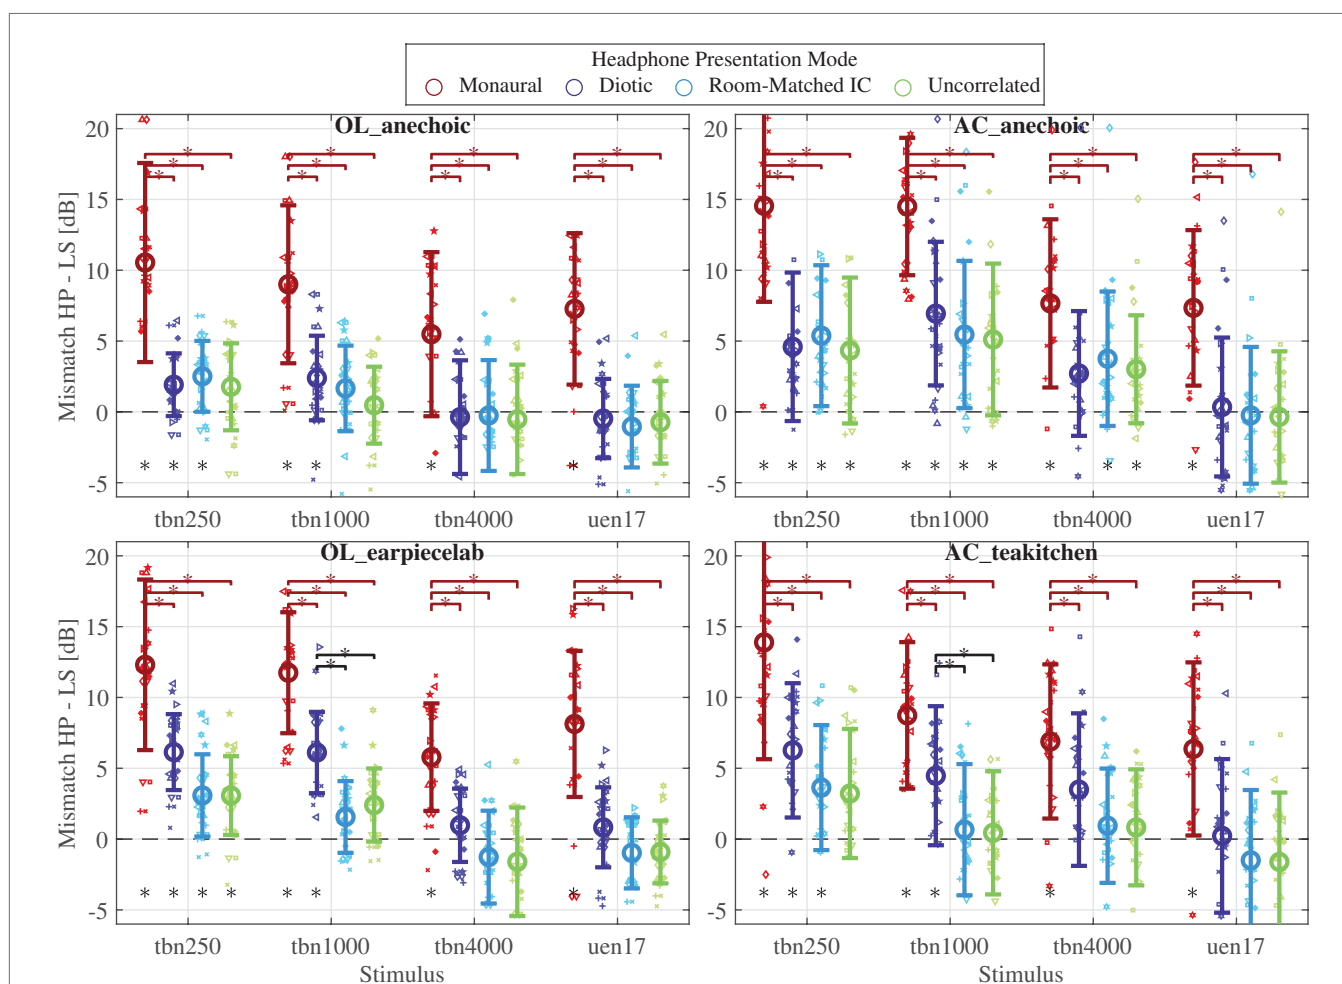 Headphone Presentation Mode
Monaural Diotic Room-Matched IC Uncorrelated
OL_anechoic
Mismatch HP - LS [dB]
20
15
10
5
0
-5
tbn250 tbn1000 tbn4000 uen17
AC_anechoic
20
15
10
5
0
-5
tbn250 tbn1000 tbn4000 uen17
OL_earpiecelab
Mismatch HP - LS [dB]
20
15
10
5
0
-5
tbn250 tbn1000 tbn4000 uen17
Stimulus
AC_teakitchen
20
15
10
5
0
-5
tbn250 tbn1000 tbn4000 uen17
Stimulus